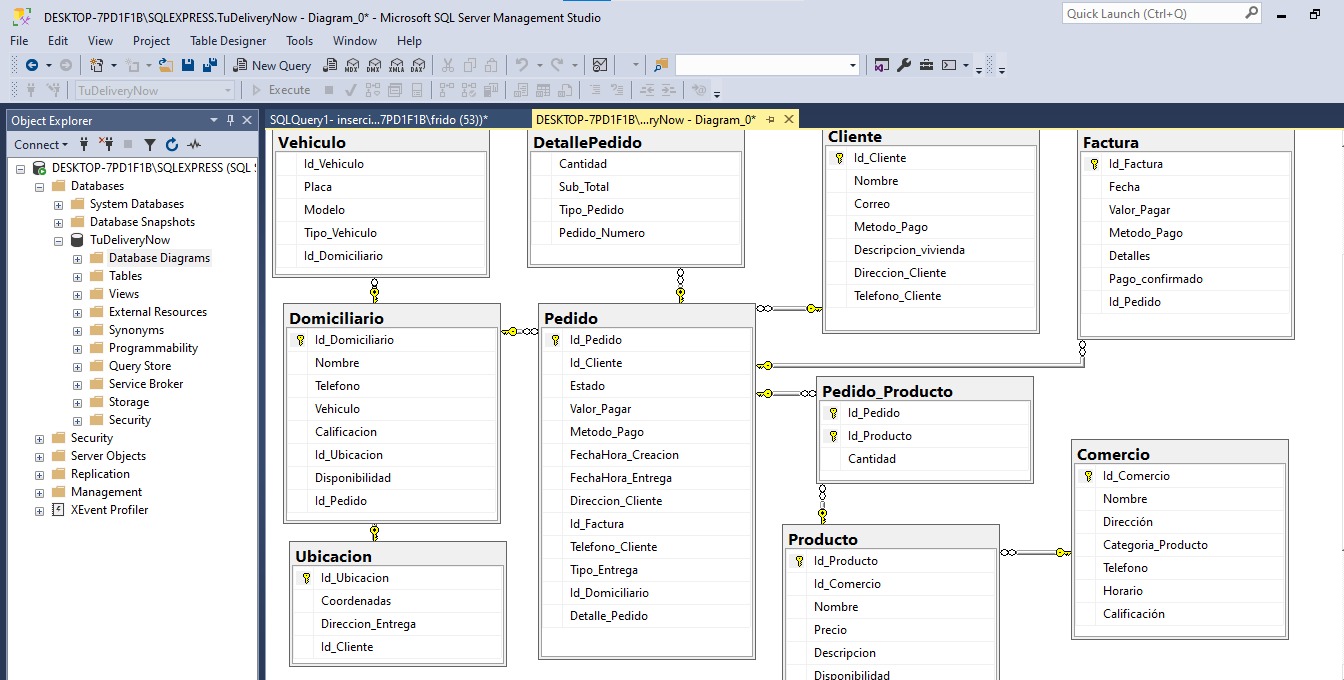 DESKTOP-7PD1F1B\SQLEXPRESS.TuDeliveryNow - Diagram_0* - Microsoft SQL Server Management Studio
Quick Launch (Ctrl+Q)
File Edit View Project Table Designer Tools Window Help
New Query
MDX DMX XMLA DAX
TuDeliveryNow Execute
Object Explorer
Connect
DESKTOP-7PD1F1B\SQLEXPRESS (SQL S
Databases
System Databases
Database Snapshots
TuDeliveryNow
Database Diagrams
Tables
Views
External Resources
Synonyms
Programmability
Query Store
Service Broker
Storage
Security
Security
Server Objects
Replication
Management
XEvent Profiler
SQLQuery1- inserci...7PD1F1B\frido (53))*
DESKTOP-7PD1F1B\...ryNow - Diagram_0*
Vehiculo
Id_Vehiculo
Placa
Modelo
Tipo_Vehiculo
Id_Domiciliario
DetallePedido
Cantidad
Sub_Total
Tipo_Pedido
Pedido_Numero
Cliente
Id_Cliente
Nombre
Correo
Metodo_Pago
Descripcion_vivienda
Direccion_Cliente
Telefono_Cliente
Factura
Id_Factura
Fecha
Valor_Pagar
Metodo_Pago
Detalles
Pago_confirmado
Id_Pedido
Domiciliario
Id_Domiciliario
Nombre
Telefono
Vehiculo
Calificacion
Id_Ubicacion
Disponibilidad
Id_Pedido
Pedido
Id_Pedido
Id_Cliente
Estado
Valor_Pagar
Metodo_Pago
FechaHora_Creacion
FechaHora_Entrega
Direccion_Cliente
Id_Factura
Telefono_Cliente
Tipo_Entrega
Id_Domiciliario
Detalle_Pedido
Pedido_Producto
Id_Pedido
Id_Producto
Cantidad
Comercio
Id_Comercio
Nombre
Dirección
Categoria_Producto
Telefono
Horario
Calificación
Ubicacion
Id_Ubicacion
Coordenadas
Direccion_Entrega
Id_Cliente
Producto
Id_Producto
Id_Comercio
Nombre
Precio
Descripcion
Disponibilidad